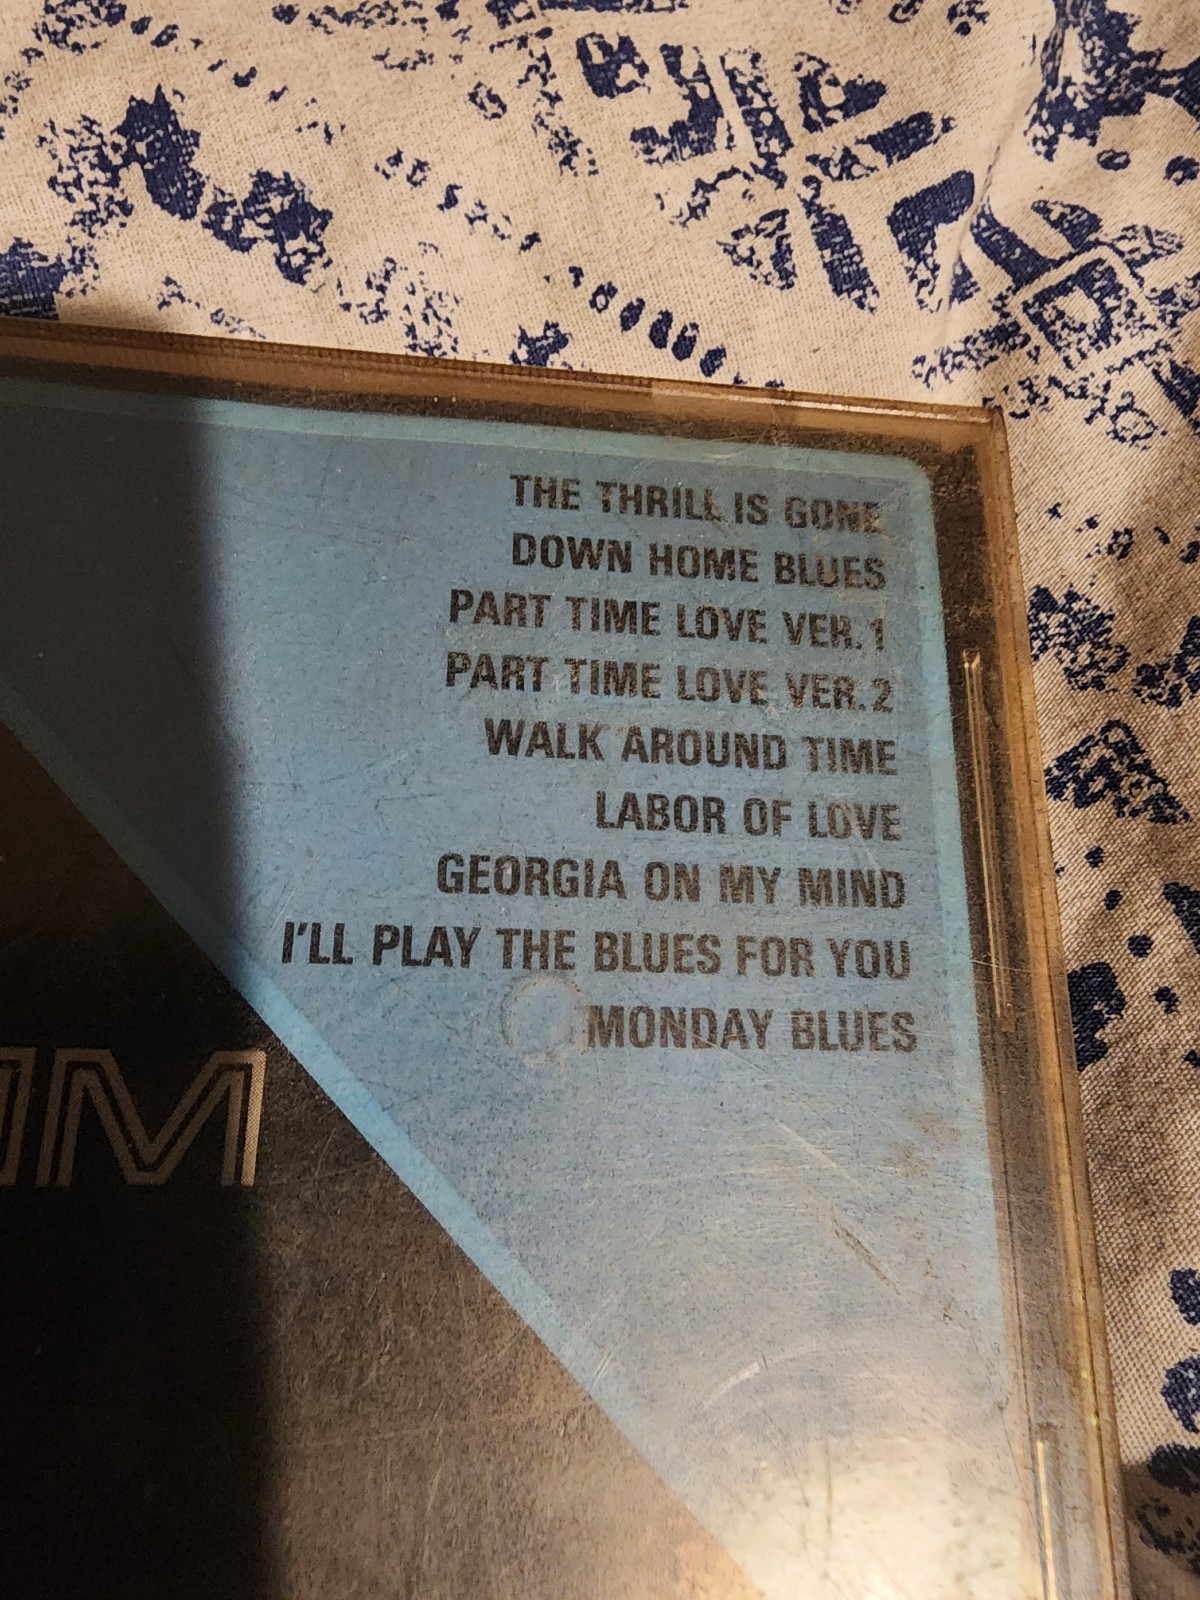 THE THRILL IS GONE
DOWN HOME BLUES
PART TIME LOVE VER. 1
PART TIME LOVE VER. 2
WALK AROUND TIME
LABOR OF LOVE
GEORGIA ON MY MIND
I'LL PLAY THE BLUES FOR YOU
MONDAY BLUES